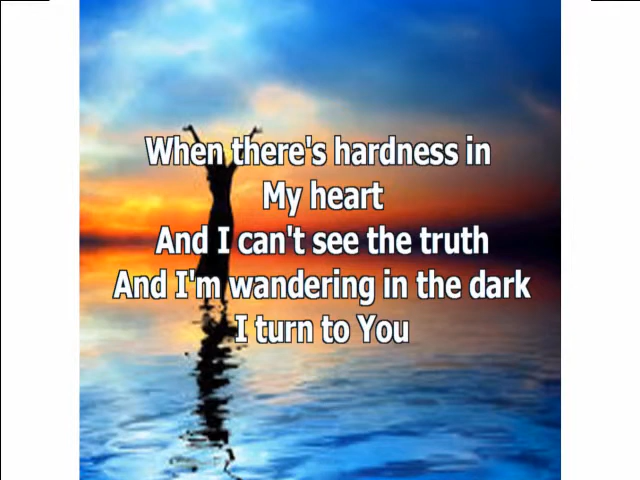 When there's hardness in
My heart
And I can't see the truth
And I'm wandering in the dark
I turn to You